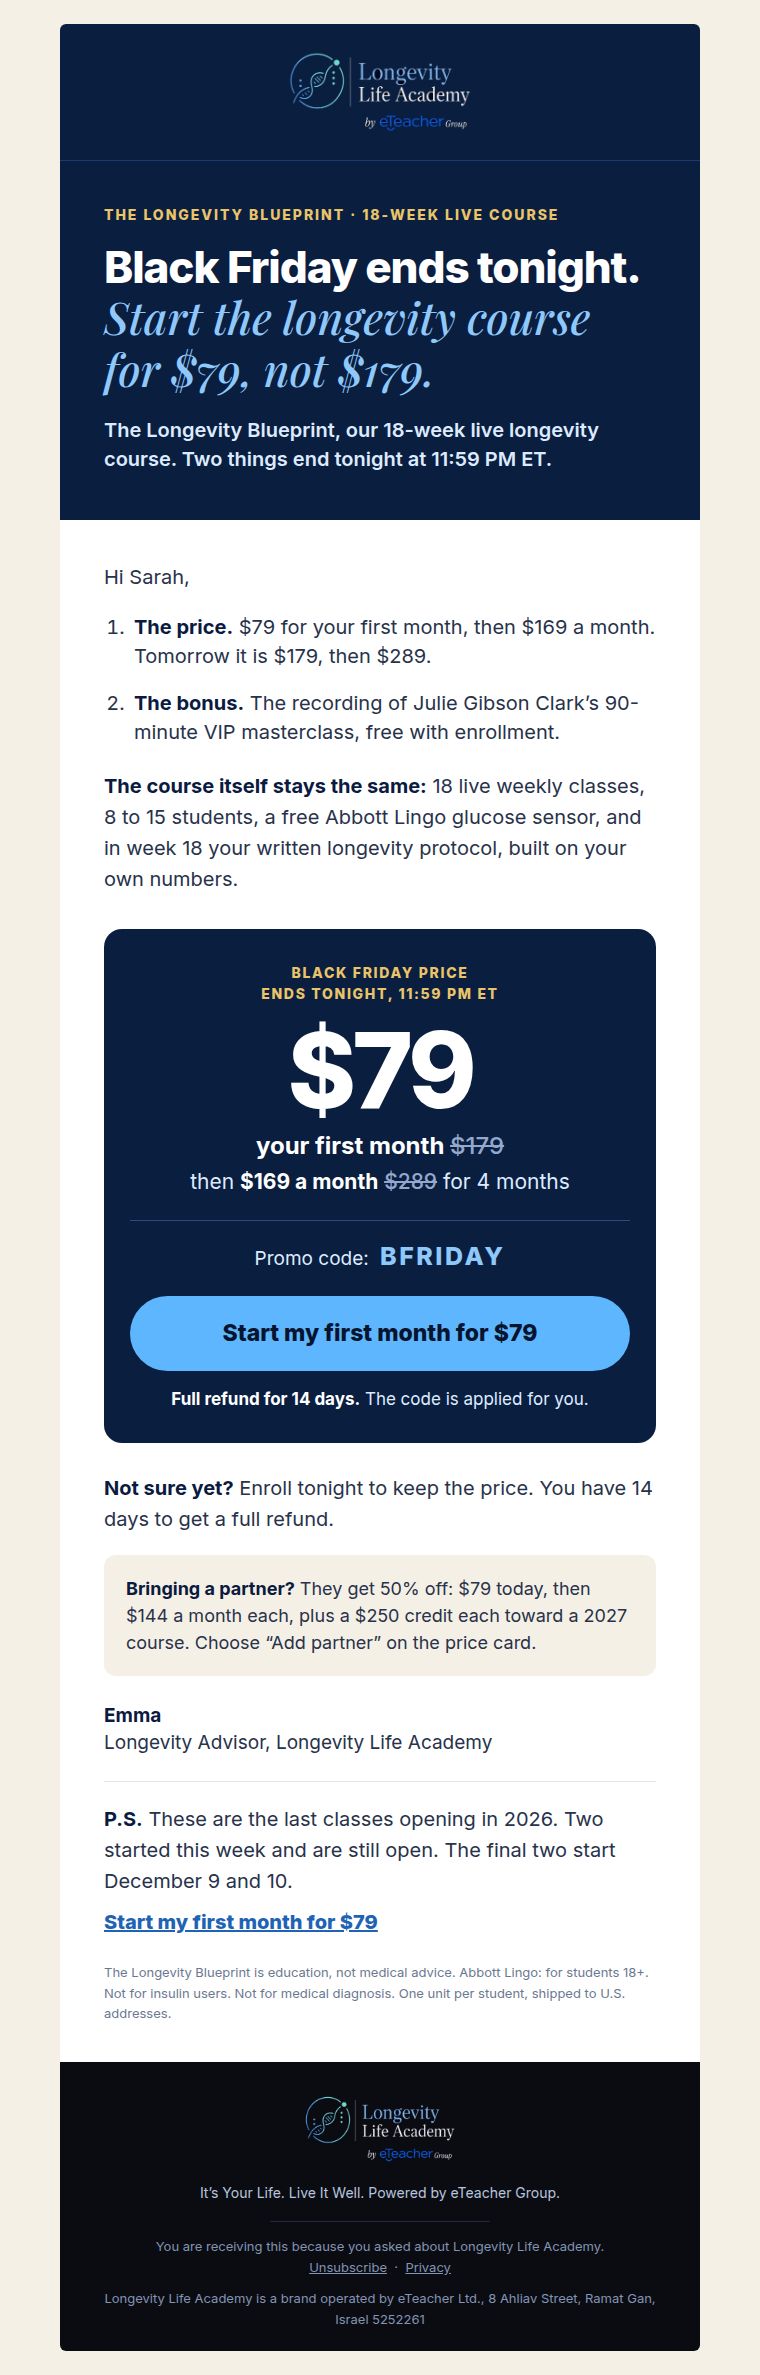 Longevity
Life Academy
by eTeacher Group
THE LONGEVITY BLUEPRINT · 18-WEEK LIVE COURSE
Black Friday ends tonight.
Start the longevity course
for $79, not $179.
The Longevity Blueprint, our 18-week live longevity
course. Two things end tonight at 11:59 PM ET.
Hi Sarah,
1. The price. $79 for your first month, then $169 a month.
Tomorrow it is $179, then $289.
2. The bonus. The recording of Julie Gibson Clark’s 90-
minute VIP masterclass, free with enrollment.
The course itself stays the same: 18 live weekly classes,
8 to 15 students, a free Abbott Lingo glucose sensor, and
in week 18 your written longevity protocol, built on your
own numbers.
BLACK FRIDAY PRICE
ENDS TONIGHT, 11:59 PM ET
$79
your first month $179
then $169 a month $289 for 4 months
Promo code: BFRIDAY
Start my first month for $79
Full refund for 14 days. The code is applied for you.
Not sure yet? Enroll tonight to keep the price. You have 14
days to get a full refund.
Bringing a partner? They get 50% off: $79 today, then
$144 a month each, plus a $250 credit each toward a 2027
course. Choose “Add partner” on the price card.
Emma
Longevity Advisor, Longevity Life Academy
P.S. These are the last classes opening in 2026. Two
started this week and are still open. The final two start
December 9 and 10.
Start my first month for $79
The Longevity Blueprint is education, not medical advice. Abbott Lingo: for students 18+.
Not for insulin users. Not for medical diagnosis. One unit per student, shipped to U.S.
addresses.
Longevity
Life Academy
by eTeacher Group
It’s Your Life. Live It Well. Powered by eTeacher Group.
You are receiving this because you asked about Longevity Life Academy.
Unsubscribe · Privacy
Longevity Life Academy is a brand operated by eTeacher Ltd., 8 Ahliav Street, Ramat Gan,
Israel 5252261